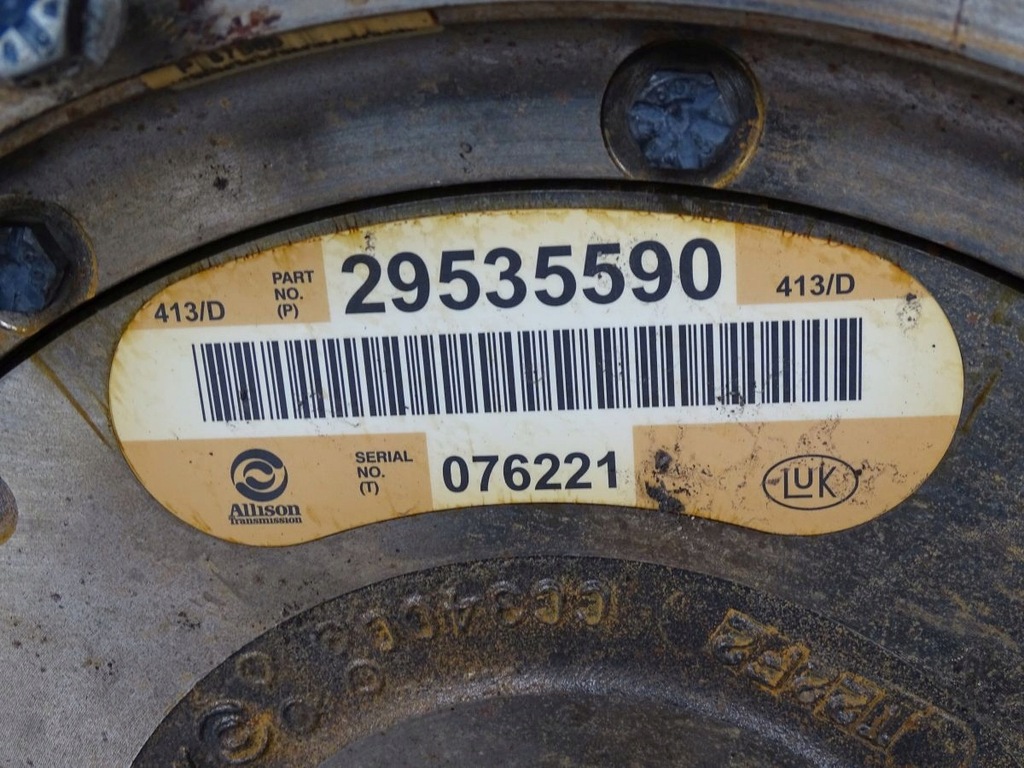 413/D
PART
NO.
(P)
29535590
413/D
Allison
Transmission
SERIAL
NO.
(T)
076221
LUK